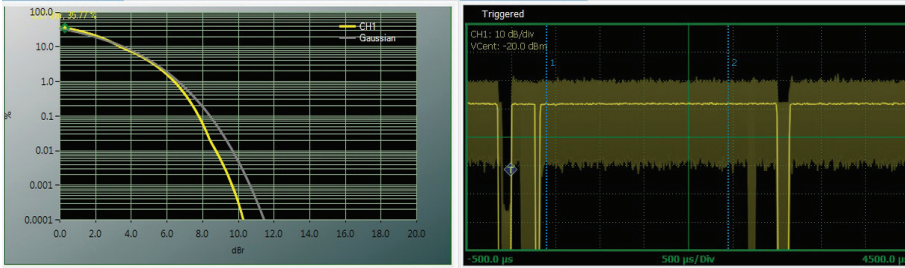 35.77 %
100.0
10.0
1.0
0.1
0.01
0.001
0.0001
%
CH1
Gaussian
0.0 2.0 4.0 6.0 8.0 10.0 12.0 14.0 16.0 18.0 20.0
dBr
Triggered
CH1: 10 dB/div
VCent: -20.0 dBm
1
2
-500.0 µs
500 µs/Div
4500.0 µs